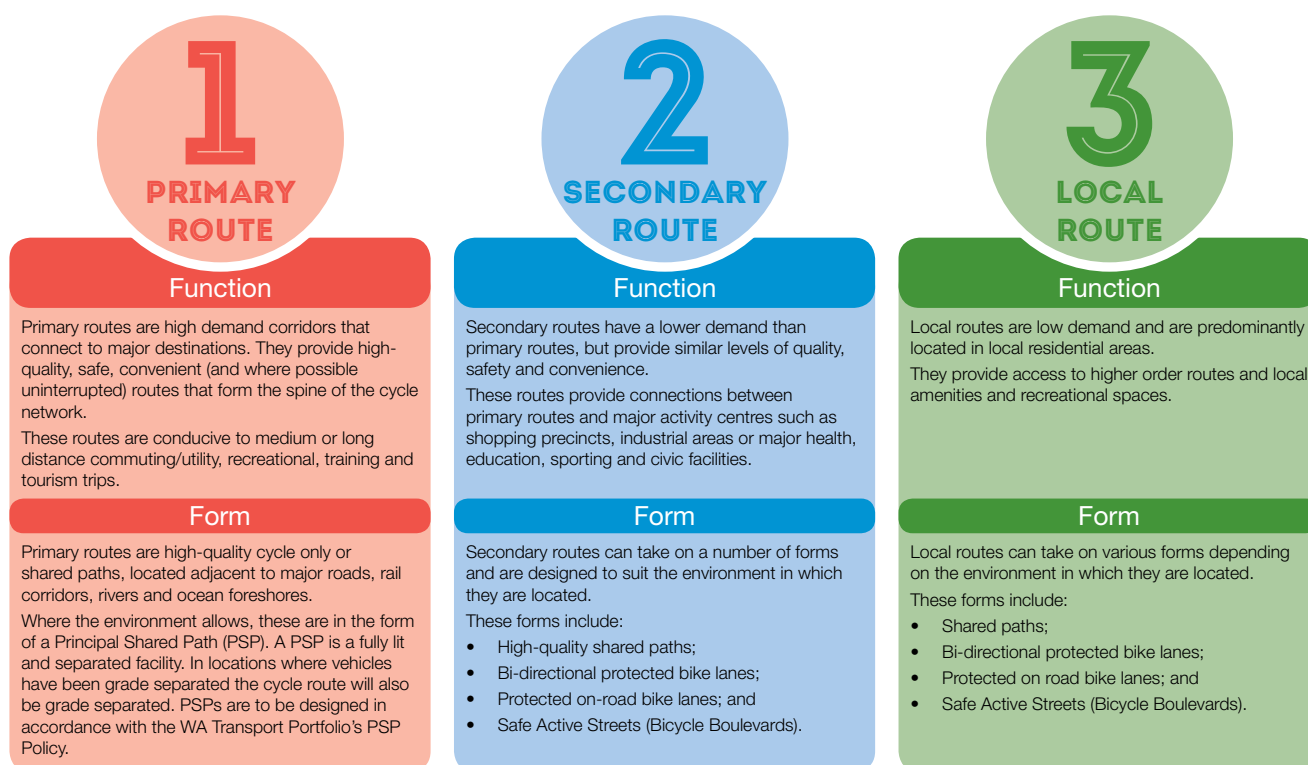 1
PRIMARY
ROUTE
Function
Primary routes are high demand corridors that
connect to major destinations. They provide high-
quality, safe, convenient (and where possible
uninterrupted) routes that form the spine of the cycle
network.
These routes are conducive to medium or long
distance commuting/utility, recreational, training and
tourism trips.
Form
Primary routes are high-quality cycle only or
shared paths, located adjacent to major roads, rail
corridors, rivers and ocean foreshores.
Where the environment allows, these are in the form
of a Principal Shared Path (PSP). A PSP is a fully lit
and separated facility. In locations where vehicles
have been grade separated the cycle route will also
be grade separated. PSPs are to be designed in
accordance with the WA Transport Portfolio's PSP
Policy.
2
SECONDARY
ROUTE
Function
Secondary routes have a lower demand than
primary routes, but provide similar levels of quality,
safety and convenience.
These routes provide connections between
primary routes and major activity centres such as
shopping precincts, industrial areas or major health,
education, sporting and civic facilities.
Form
Secondary routes can take on a number of forms
and are designed to suit the environment in which
they are located.
These forms include:
• High-quality shared paths;
• Bi-directional protected bike lanes;
• Protected on-road bike lanes; and
• Safe Active Streets (Bicycle Boulevards).
3
LOCAL
ROUTE
Function
Local routes are low demand and are predominantly
located in local residential areas.
They provide access to higher order routes and local
amenities and recreational spaces.
Form
Local routes can take on various forms depending
on the environment in which they are located.
These forms include:
• Shared paths;
• Bi-directional protected bike lanes;
• Protected on road bike lanes; and
• Safe Active Streets (Bicycle Boulevards).